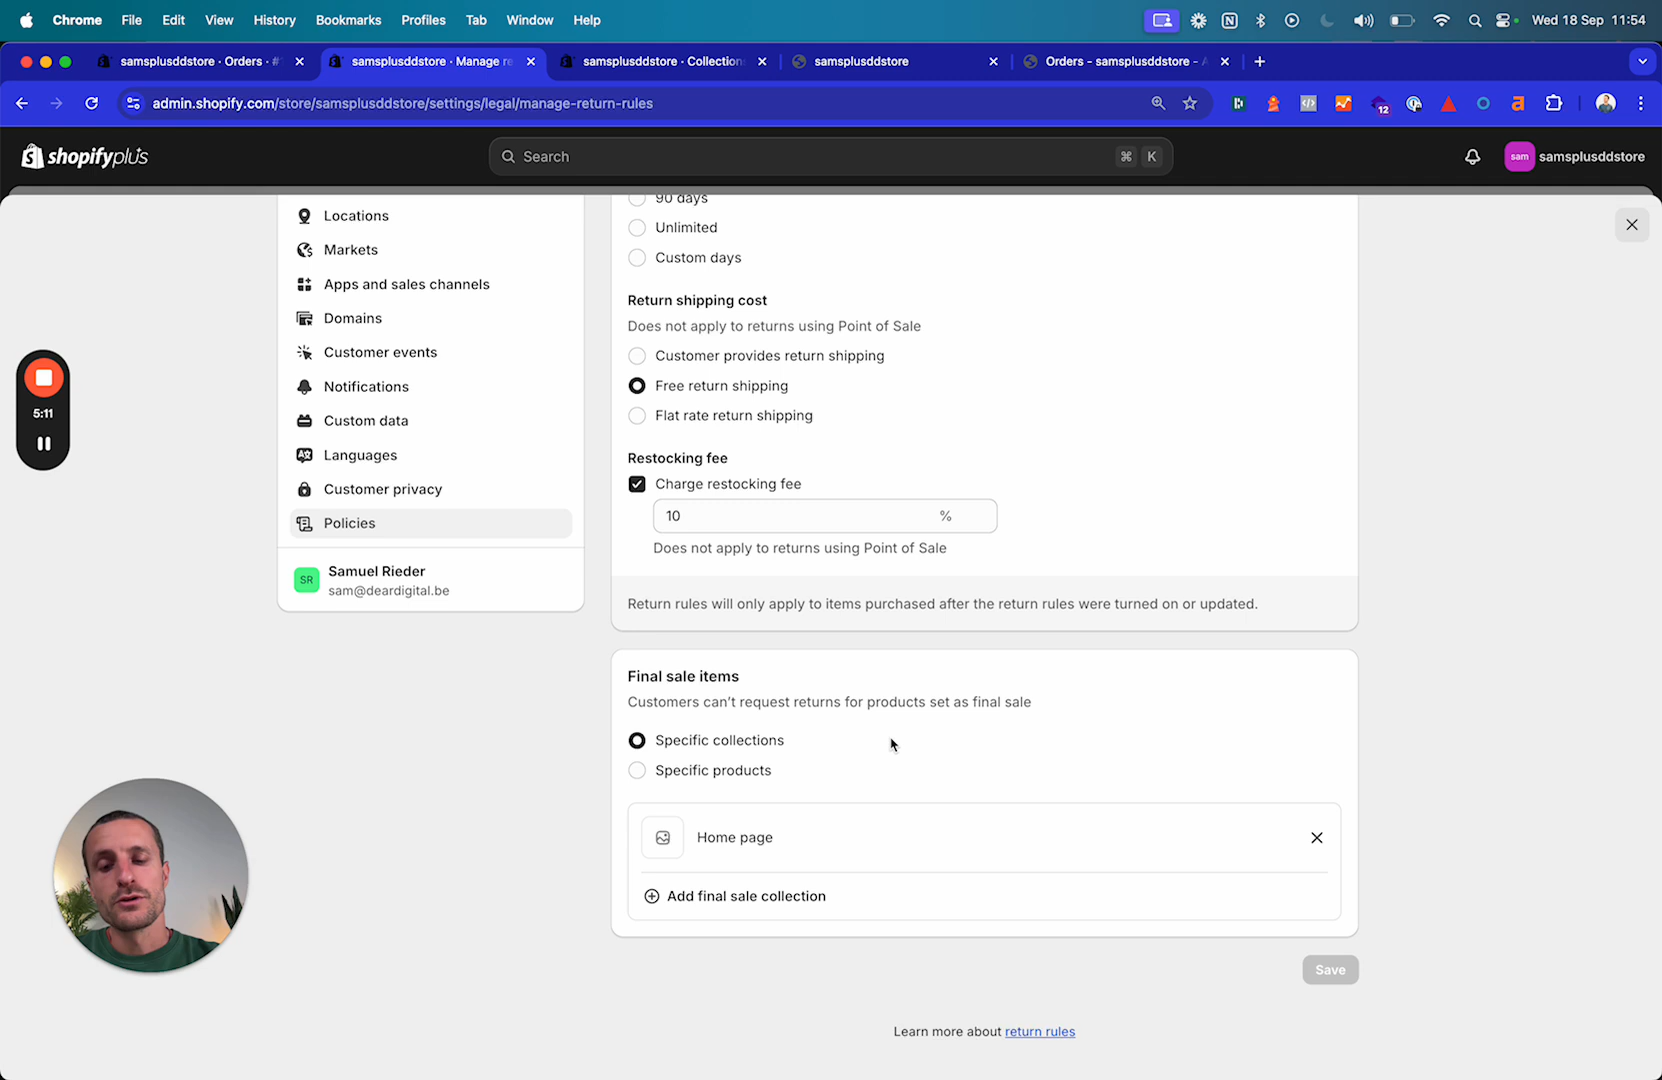 Chrome File Edit View History Bookmarks Profiles Tab Window Help Wed 18 Sep 11:54
samsplusddstore · Orders · #
samsplusddstore · Manage re
samsplusddstore · Collection
samsplusddstore
Orders - samsplusddstore - A
admin.shopify.com/store/samsplusddstore/settings/legal/manage-return-rules
12
shopify plus
Search
⌘ K
sam
samsplusddstore
Locations
Markets
Apps and sales channels
Domains
Customer events
Notifications
Custom data
Languages
Customer privacy
Policies
SR
Samuel Rieder
sam@deardigital.be
5:11
90 days
Unlimited
Custom days
Return shipping cost
Does not apply to returns using Point of Sale
Customer provides return shipping
Free return shipping
Flat rate return shipping
Restocking fee
Charge restocking fee
10 %
Does not apply to returns using Point of Sale
Return rules will only apply to items purchased after the return rules were turned on or updated.
Final sale items
Customers can't request returns for products set as final sale
Specific collections
Specific products
Home page
Add final sale collection
Save
Learn more about return rules